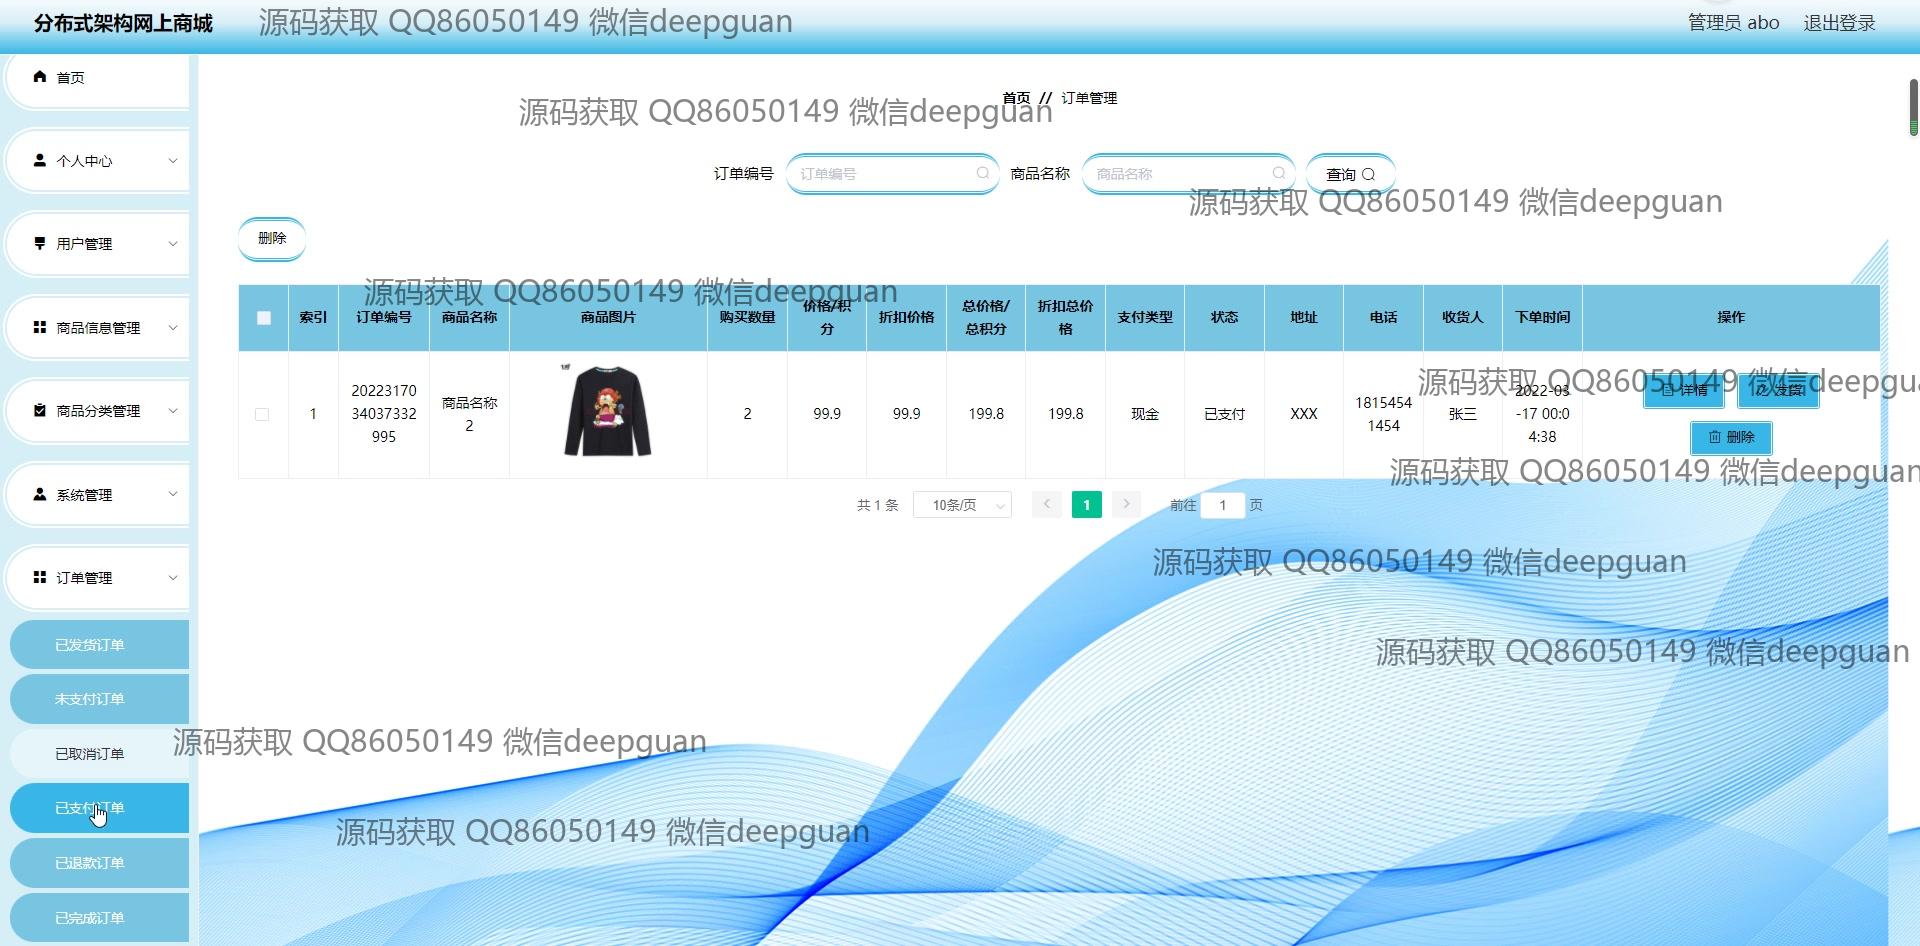 分布式架构网上商城
源码获取 QQ86050149 微信deepguan
管理员 abo
退出登录
首页
个人中心
用户管理
商品信息管理
商品分类管理
系统管理
订单管理
已发货订单
未支付订单
已取消订单
已支付订单
已退款订单
已完成订单
首页 // 订单管理
源码获取 QQ86050149 微信deepguan
订单编号
订单编号
商品名称
商品名称
查询
源码获取 QQ86050149 微信deepguan
删除
源码获取 QQ86050149 微信deepguan
索引
订单编号
商品名称
商品图片
购买数量
价格/积
分
折扣价格
总价格/
总积分
折扣总价
格
支付类型
状态
地址
电话
收货人
下单时间
操作
1
20223170
34037332
995
商品名称
2
2
99.9
99.9
199.8
199.8
现金
已支付
XXX
1815454
1454
张三
2022-03
-17 00:0
4:38
详情
发货
删除
源码获取 QQ86050149 微信deepgua
源码获取 QQ86050149 微信deepguan
共 1 条
10条/页
1
前往
1
页
源码获取 QQ86050149 微信deepguan
源码获取 QQ86050149 微信deepguan
源码获取 QQ86050149 微信deepguan
源码获取 QQ86050149 微信deepguan